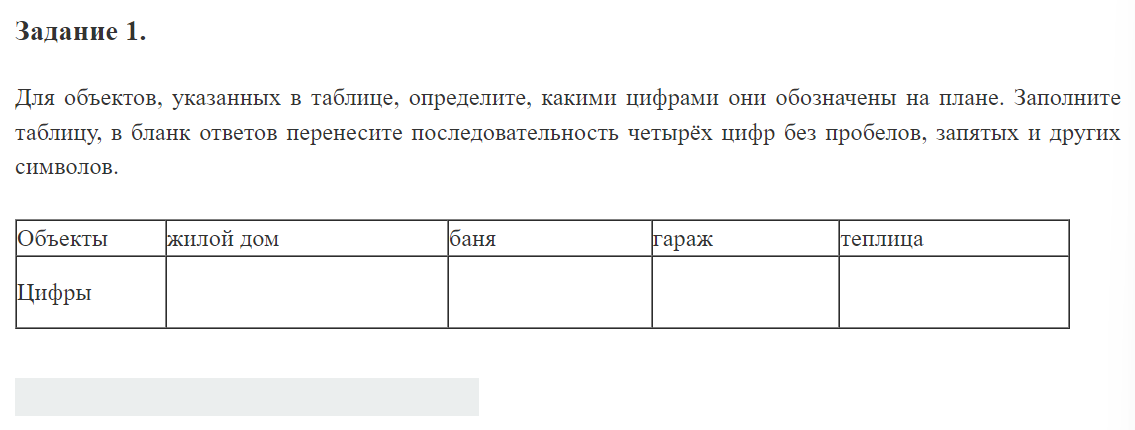 Задание 1.
Для объектов, указанных в таблице, определите, какими цифрами они обозначены на плане. Заполните
таблицу, в бланк ответов перенесите последовательность четырёх цифр без пробелов, запятых и других
символов.
Объекты жилой дом баня гараж теплица
Цифры